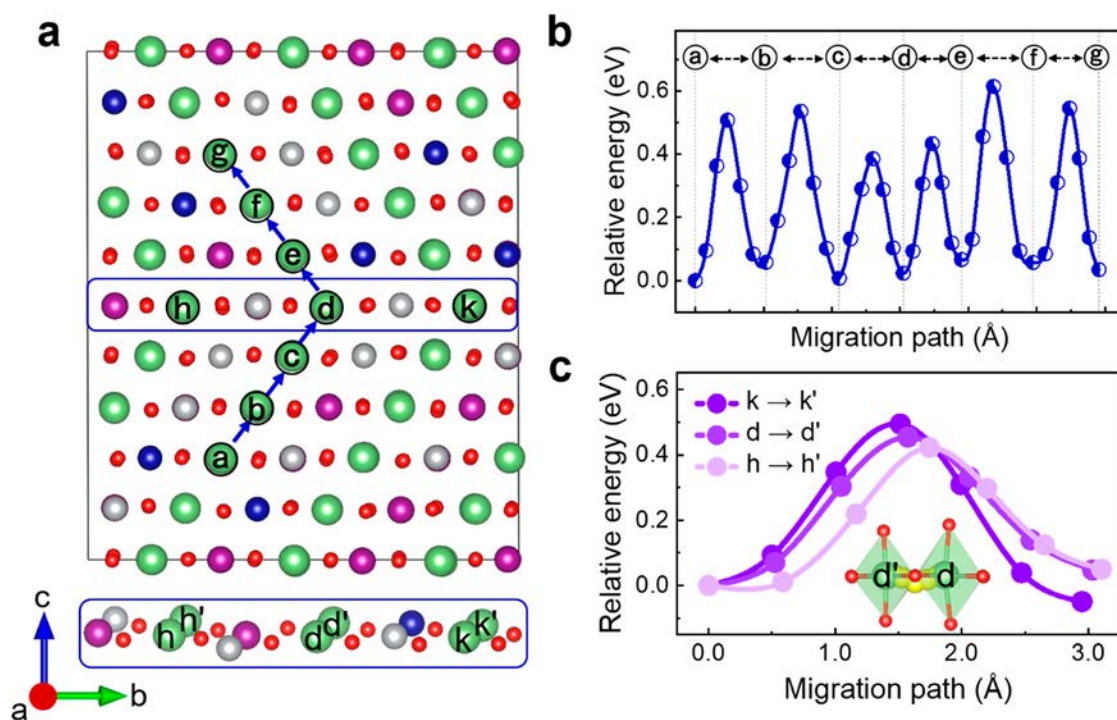 a
g
f
e
h d k
c
b
a
h h' d d' k k'
c
a b
b
a b c d e f g
Relative energy (eV)
0.6
0.4
0.2
0.0
Migration path (Å)
c
Relative energy (eV)
0.6
0.4
0.2
0.0
k → k'
d → d'
h → h'
d' d
0.0 1.0 2.0 3.0
Migration path (Å)